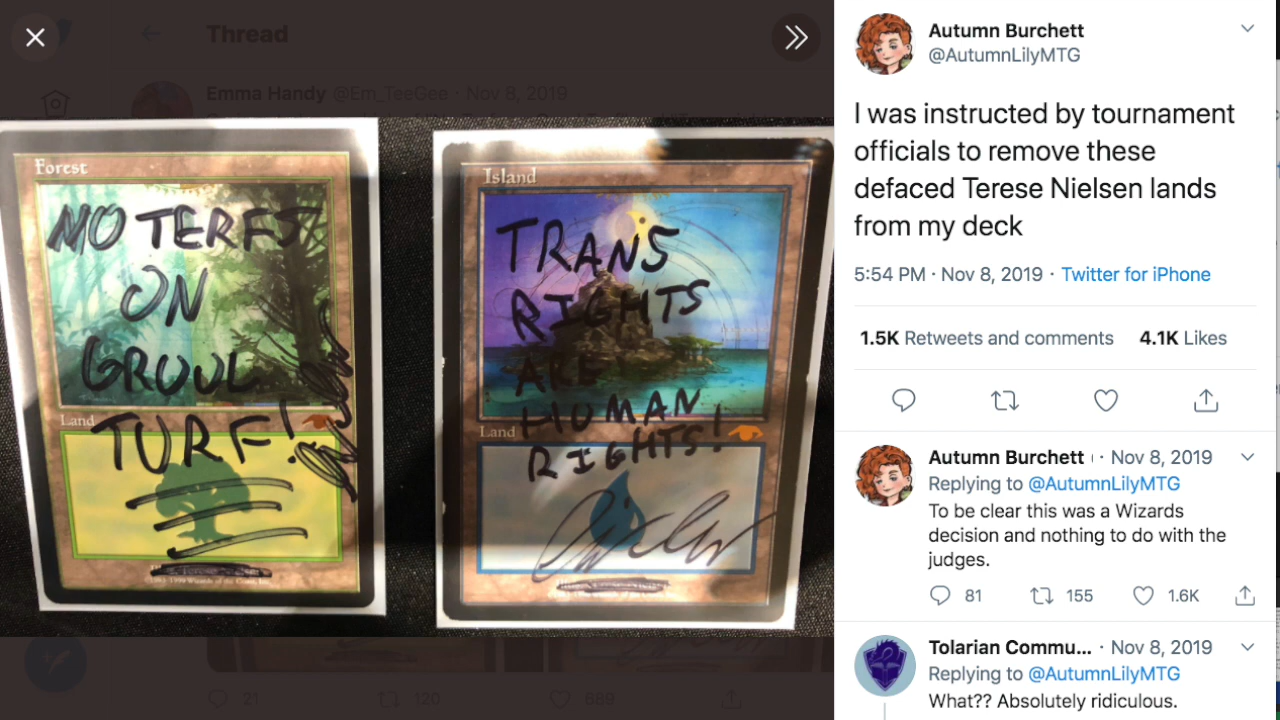 Thread
Emma Handy @Em_TeeGee · Nov 8, 2019
Forest
NO TERFS
ON
GRUUL
TURF!
Land
Island
TRANS
RIGHTS
ARE
HUMAN
RIGHTS!
Land
21
120
689
Autumn Burchett
@AutumnLilyMTG
I was instructed by tournament
officials to remove these
defaced Terese Nielsen lands
from my deck
5:54 PM · Nov 8, 2019 · Twitter for iPhone
1.5K Retweets and comments 4.1K Likes
Autumn Burchett · Nov 8, 2019
Replying to @AutumnLilyMTG
To be clear this was a Wizards
decision and nothing to do with the
judges.
81 155 1.6K
Tolarian Commu... · Nov 8, 2019
Replying to @AutumnLilyMTG
What?? Absolutely ridiculous.